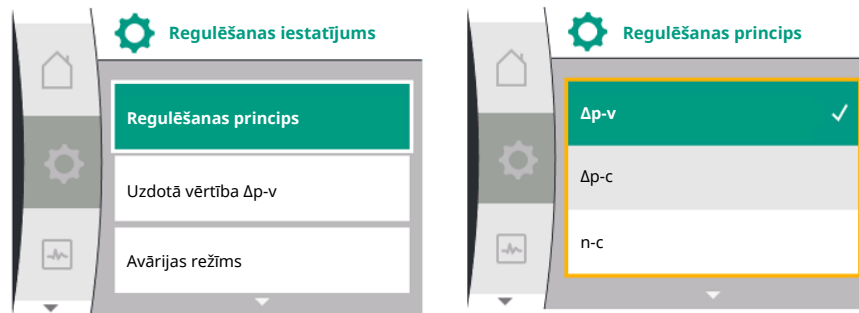 Regulēšanas iestatījums
Regulēšanas princips
Uzdotā vērtība Δp-v
Avārijas režīms
Regulēšanas princips
Δp-v
Δp-c
n-c